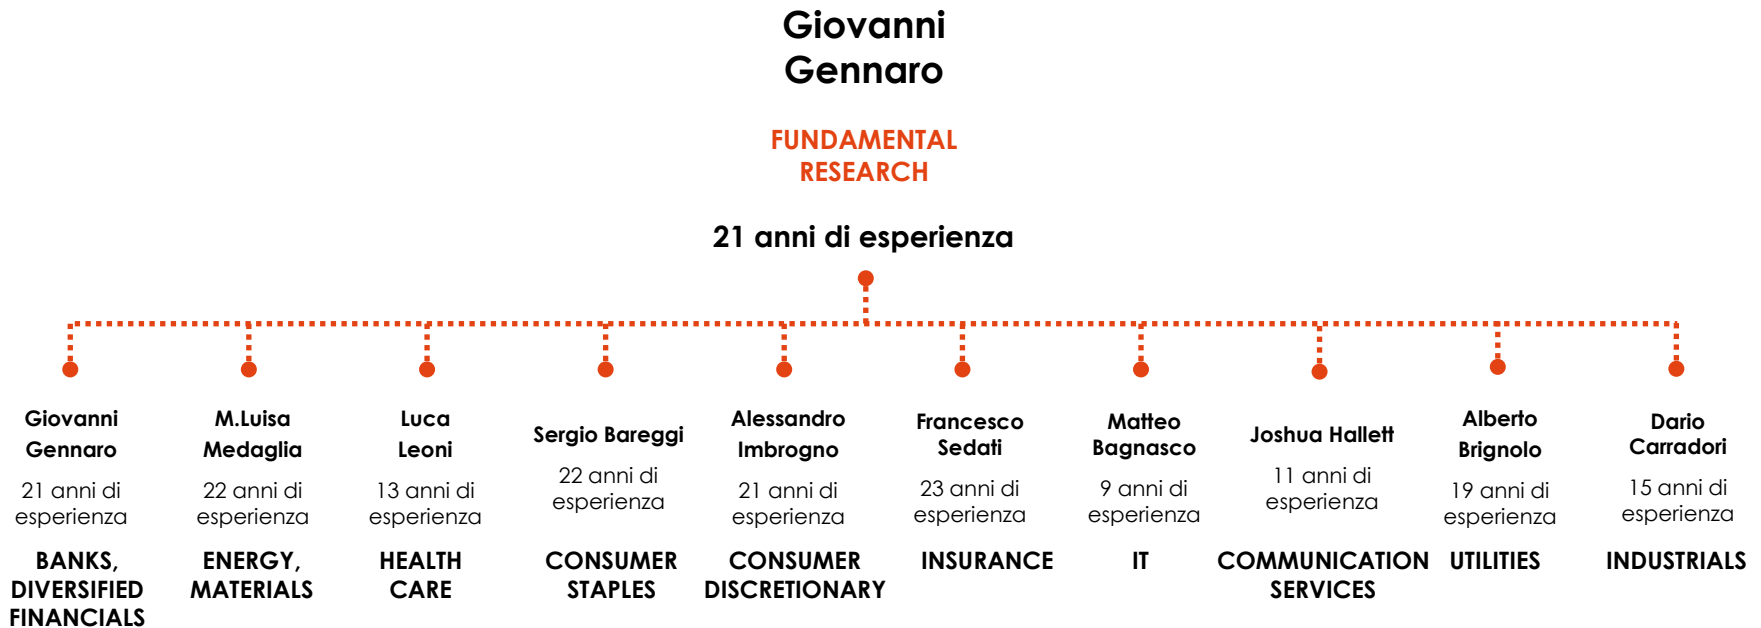 Giovanni
Gennaro
FUNDAMENTAL
RESEARCH
21 anni di esperienza
Giovanni
Gennaro
21 anni di
esperienza
BANKS,
DIVERSIFIED
FINANCIALS
M.Luisa
Medaglia
22 anni di
esperienza
ENERGY,
MATERIALS
Luca
Leoni
13 anni di
esperienza
HEALTH
CARE
Sergio Bareggi
22 anni di
esperienza
CONSUMER
STAPLES
Alessandro
Imbrogno
21 anni di
esperienza
CONSUMER
DISCRETIONARY
Francesco
Sedati
23 anni di
esperienza
INSURANCE
Matteo
Bagnasco
9 anni di
esperienza
IT
Joshua Hallett
11 anni di
esperienza
COMMUNICATION
SERVICES
Alberto
Brignolo
19 anni di
esperienza
UTILITIES
Dario
Carradori
15 anni di
esperienza
INDUSTRIALS